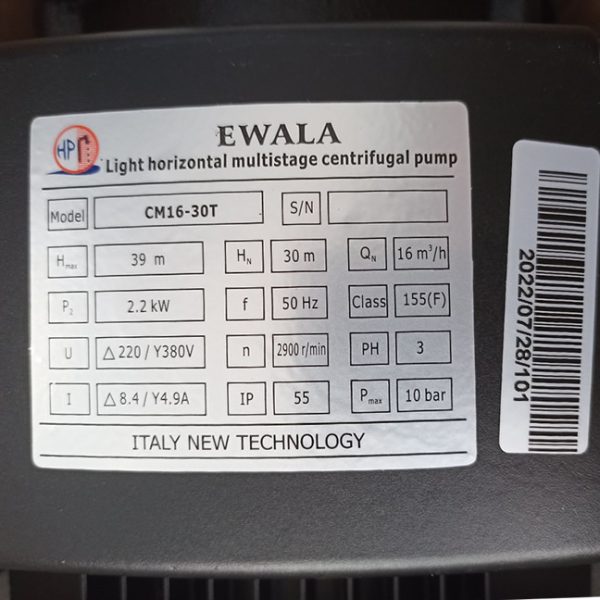 HP
EWALA
Light horizontal multistage centrifugal pump
Model CM16-30T S/N
Hmax 39 m HN 30 m QN 16 m³/h
P2 2.2 kW f 50 Hz Class 155(F)
U △220 / Y380V n 2900 r/min PH 3
I △8.4 / Y4.9A IP 55 Pmax 10 bar
ITALY NEW TECHNOLOGY
2022/07/28/101